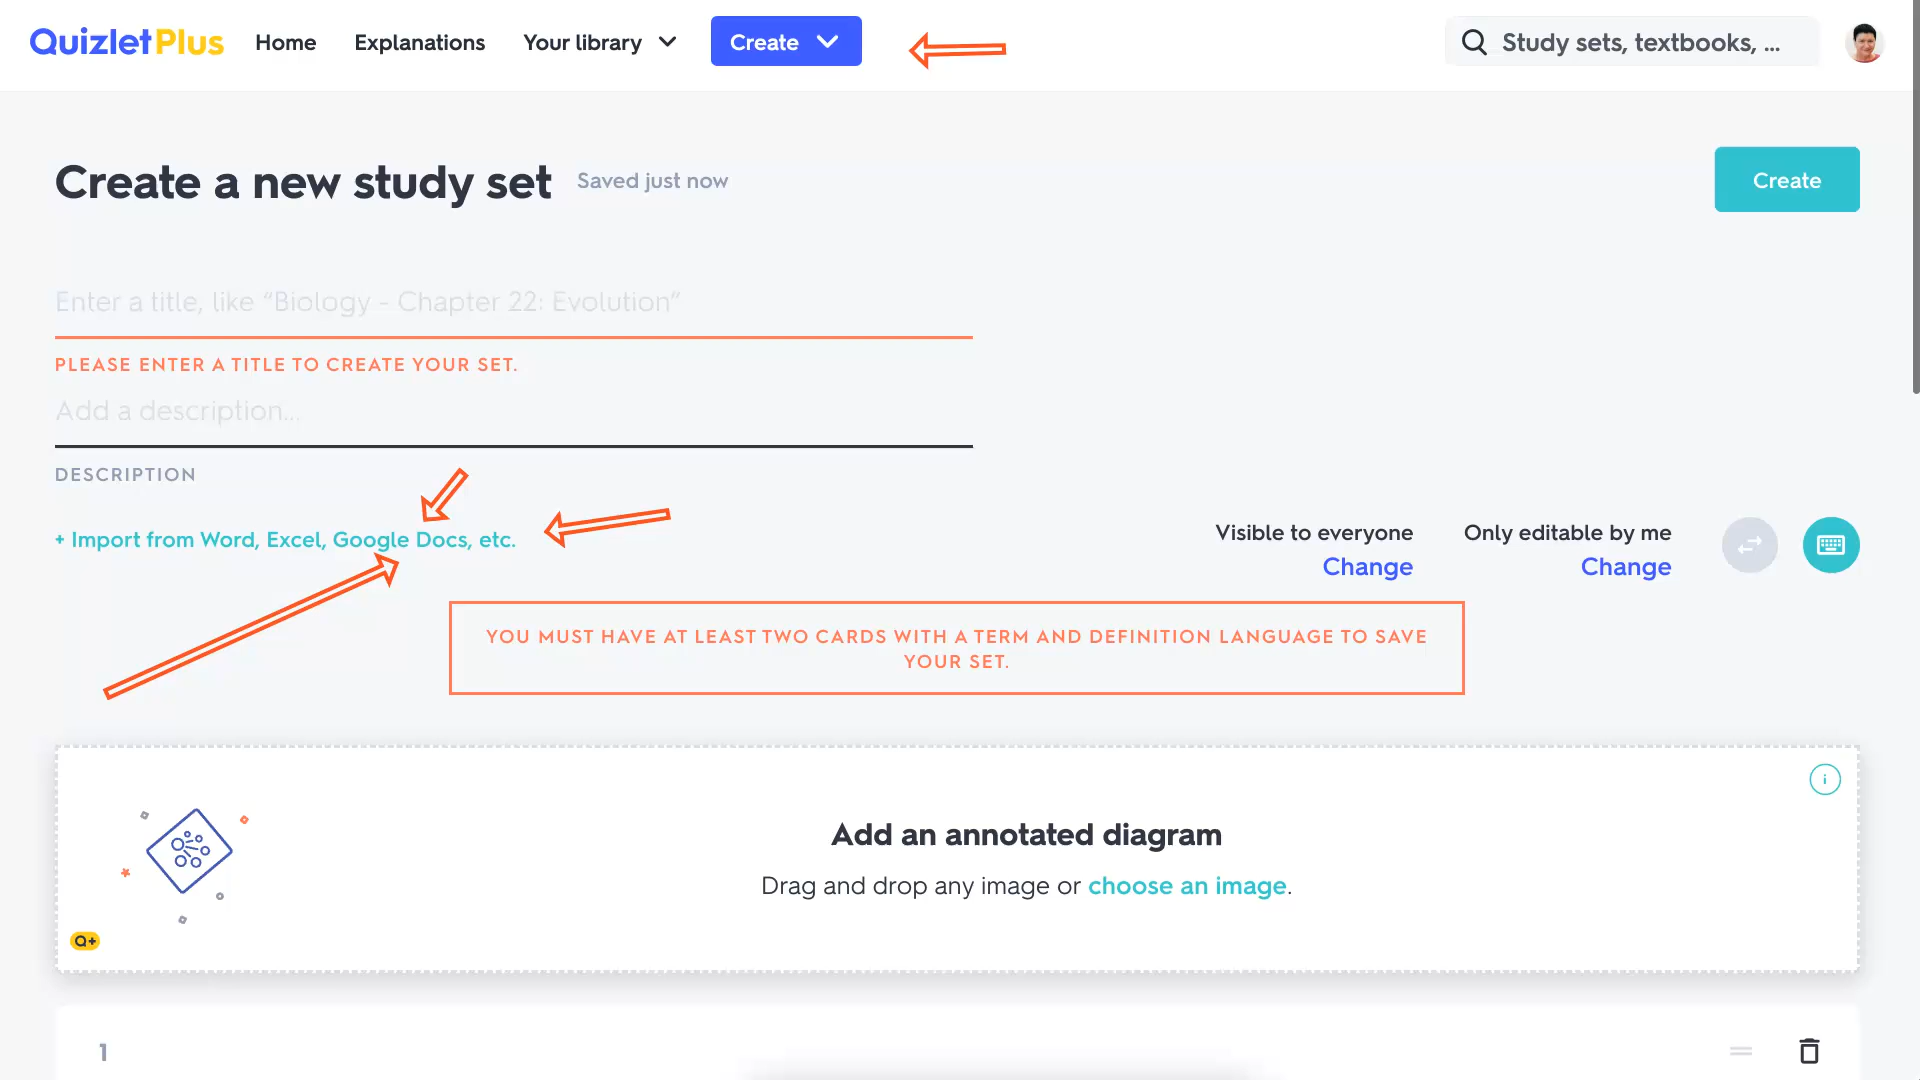 QuizletPlus Home Explanations Your library Create Study sets, textbooks, ...
Create a new study set Saved just now Create
Enter a title, like “Biology - Chapter 22: Evolution”
PLEASE ENTER A TITLE TO CREATE YOUR SET.
Add a description...
DESCRIPTION
+ Import from Word, Excel, Google Docs, etc.
Visible to everyone
Change
Only editable by me
Change
YOU MUST HAVE AT LEAST TWO CARDS WITH A TERM AND DEFINITION LANGUAGE TO SAVE
YOUR SET.
i
Add an annotated diagram
Drag and drop any image or choose an image.
Q+
1